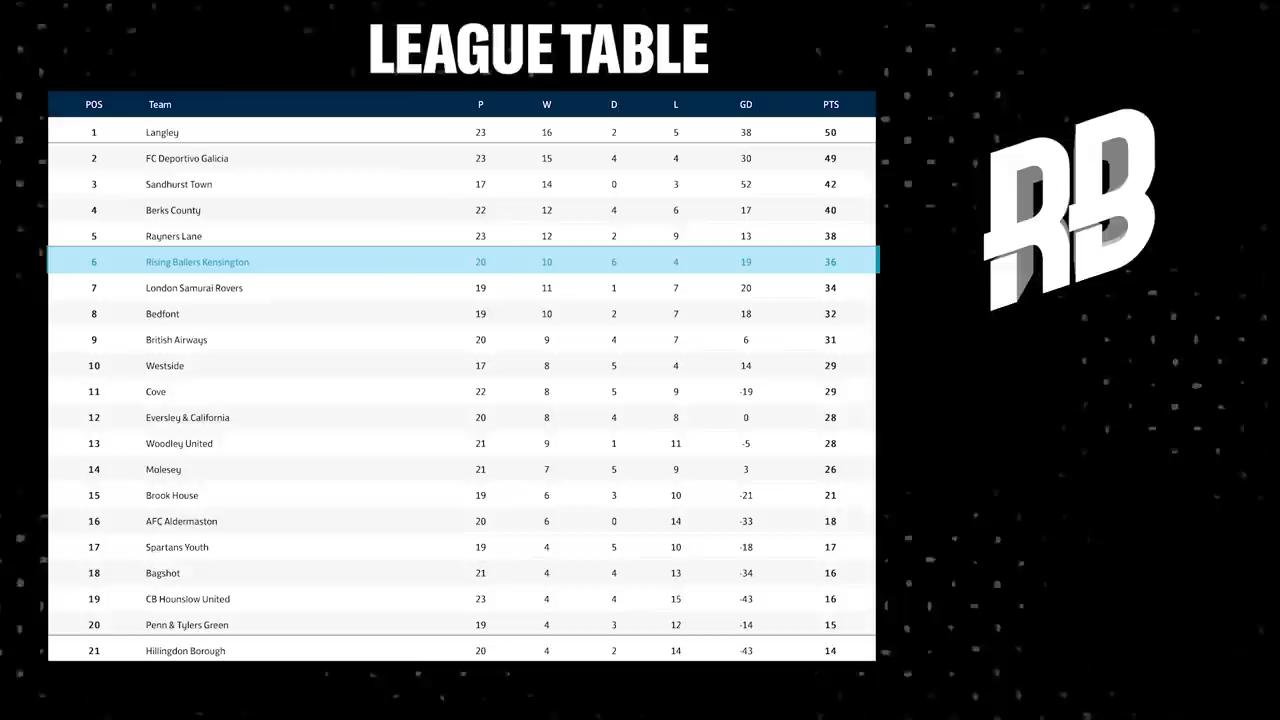 LEAGUE TABLE
POS Team P W D L GD PTS
1 Langley 23 16 2 5 38 50
2 FC Deportivo Galicia 23 15 4 4 30 49
3 Sandhurst Town 17 14 0 3 52 42
4 Berks County 22 12 4 6 17 40
5 Rayners Lane 23 12 2 9 13 38
6 Rising Ballers Kensington 20 10 6 4 19 36
7 London Samurai Rovers 19 11 1 7 20 34
8 Bedfont 19 10 2 7 18 32
9 British Airways 20 9 4 7 6 31
10 Westside 17 8 5 4 14 29
11 Cove 22 8 5 9 -19 29
12 Eversley & California 20 8 4 8 0 28
13 Woodley United 21 9 1 11 -5 28
14 Molesey 21 7 5 9 3 26
15 Brook House 19 6 3 10 -21 21
16 AFC Aldermaston 20 6 0 14 -33 18
17 Spartans Youth 19 4 5 10 -18 17
18 Bagshot 21 4 4 13 -34 16
19 CB Hounslow United 23 4 4 15 -43 16
20 Penn & Tylers Green 19 4 3 12 -14 15
21 Hillingdon Borough 20 4 2 14 -43 14
RB